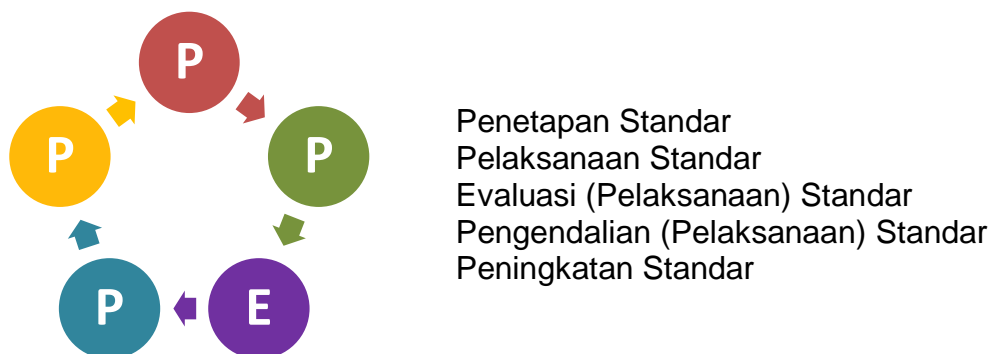 P
P
P
P
E
Penetapan Standar
Pelaksanaan Standar
Evaluasi (Pelaksanaan) Standar
Pengendalian (Pelaksanaan) Standar
Peningkatan Standar